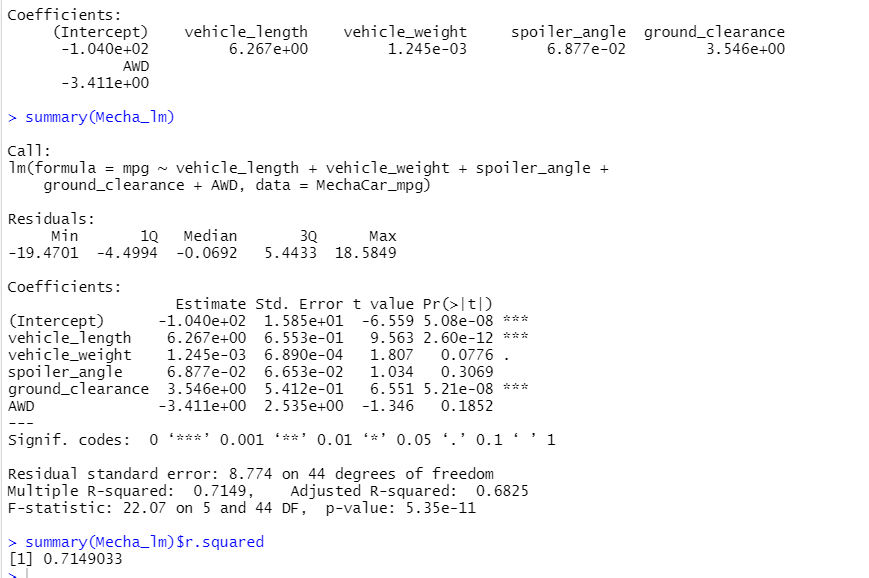 Coefficients:
     (Intercept)    vehicle_length    vehicle_weight     spoiler_angle  ground_clearance
      -1.040e+02         6.267e+00         1.245e-03         6.877e-02         3.546e+00
             AWD
      -3.411e+00
> summary(Mecha_lm)
Call:
lm(formula = mpg ~ vehicle_length + vehicle_weight + spoiler_angle +
    ground_clearance + AWD, data = MechaCar_mpg)
Residuals:
     Min       1Q   Median       3Q      Max
-19.4701  -4.4994  -0.0692   5.4433  18.5849
Coefficients:
                   Estimate Std. Error t value Pr(>|t|)
(Intercept)      -1.040e+02  1.585e+01  -6.559 5.08e-08 ***
vehicle_length    6.267e+00  6.553e-01   9.563 2.60e-12 ***
vehicle_weight    1.245e-03  6.890e-04   1.807   0.0776 .
spoiler_angle     6.877e-02  6.653e-02   1.034   0.3069
ground_clearance  3.546e+00  5.412e-01   6.551 5.21e-08 ***
AWD              -3.411e+00  2.535e+00  -1.346   0.1852
---
Signif. codes:  0 ‘***’ 0.001 ‘**’ 0.01 ‘*’ 0.05 ‘.’ 0.1 ‘ ’ 1
Residual standard error: 8.774 on 44 degrees of freedom
Multiple R-squared:  0.7149,	Adjusted R-squared:  0.6825
F-statistic: 22.07 on 5 and 44 DF,  p-value: 5.35e-11
> summary(Mecha_lm)$r.squared
[1] 0.7149033
>